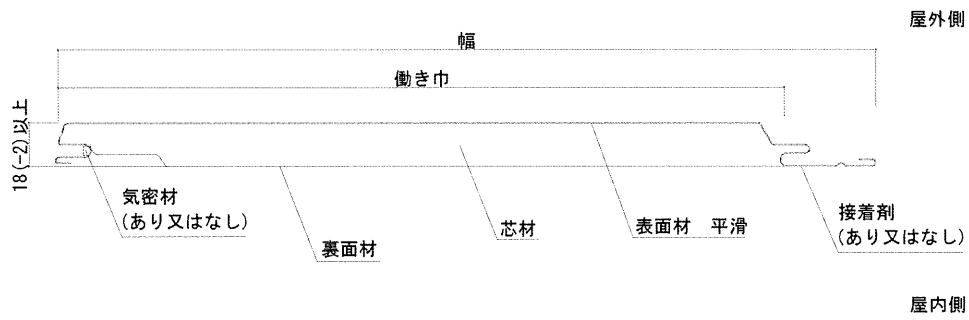 屋外側
幅
働き巾
18(-2)以上
気密材
(あり又はなし)
裏面材
芯材
表面材　平滑
接着剤
(あり又はなし)
屋内側